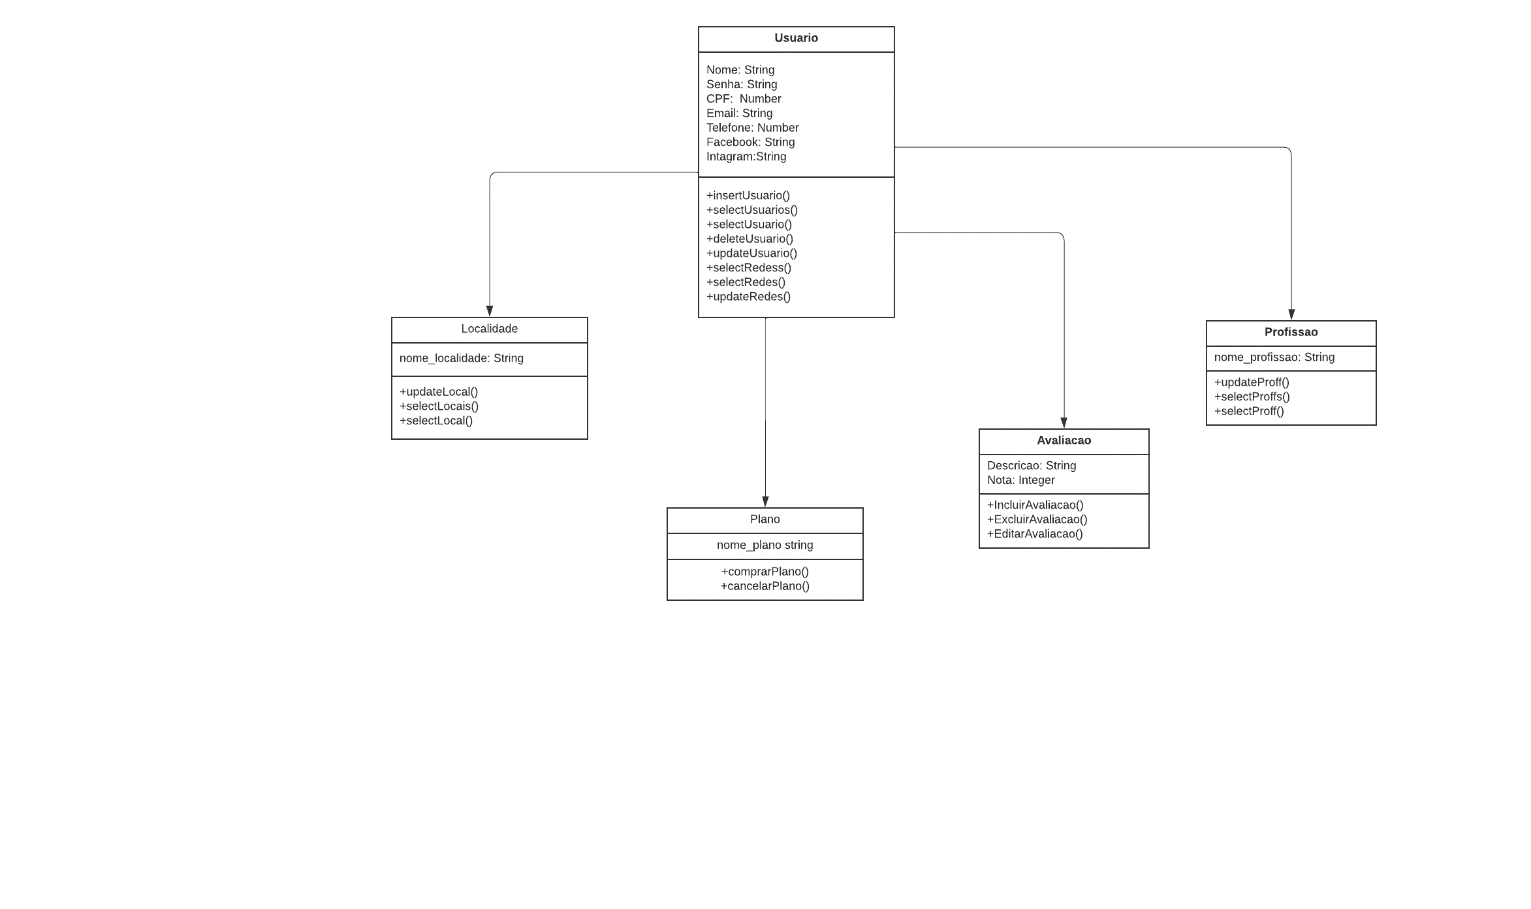 Usuario
Nome: String
Senha: String
CPF:  Number
Email: String
Telefone: Number
Facebook: String
Intagram:String
+insertUsuario()
+selectUsuarios()
+selectUsuario()
+deleteUsuario()
+updateUsuario()
+selectRedess()
+selectRedes()
+updateRedes()
Localidade
nome_localidade: String
+updateLocal()
+selectLocais()
+selectLocal()
Profissao
nome_profissao: String
+updateProff()
+selectProffs()
+selectProff()
Avaliacao
Descricao: String
Nota: Integer
+IncluirAvaliacao()
+ExcluirAvaliacao()
+EditarAvaliacao()
Plano
nome_plano string
+comprarPlano()
+cancelarPlano()